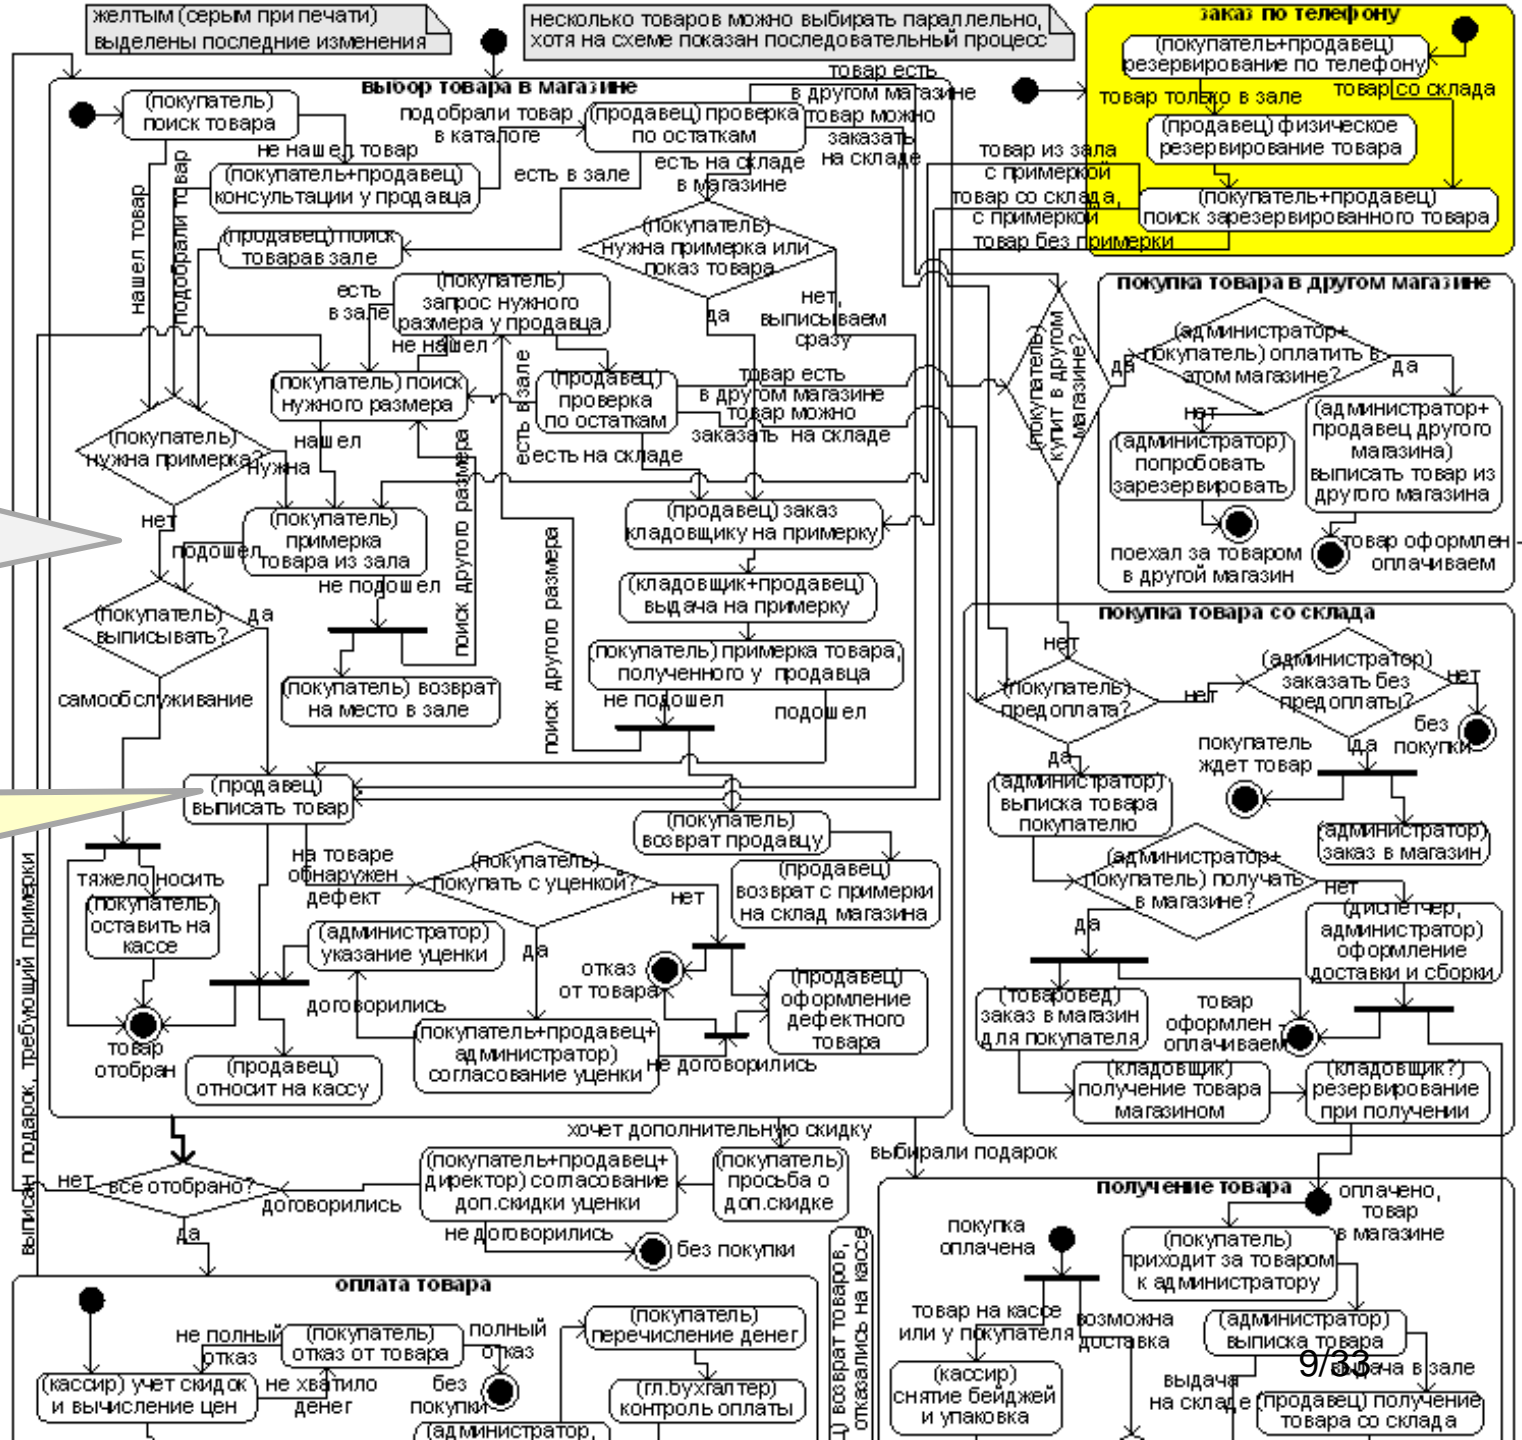 желтым (серым при печати)
выделены последние изменения
несколько товаров можно выбирать параллельно,
хотя на схеме показан последовательный процесс
заказ по телефону
(покупатель+продавец)
резервирование по телефону
товар только в зале
товар со склада
(продавец) физическое
резервирование товара
(покупатель+продавец)
поиск зарезервированного товара
товар из зала
с примеркой
товар со склада,
с примеркой
товар без примерки
выбор товара в магазине
(покупатель)
поиск товара
подобрали товар
в каталоге
(продавец) проверка
по остаткам
товар есть
в другом магазине
товар можно
заказать
на складе
не нашел товар
(покупатель+продавец)
консультации у продавца
есть в зале
есть на складе
в магазине
нашел товар
подобрали товар
(продавец) поиск
товара в зале
(покупатель)
нужна примерка или
показ товара
есть
в зале
(покупатель)
запрос нужного
размера у продавца
не нашел
да
нет,
выписываем
сразу
(покупатель) поиск
нужного размера
есть в зале
(продавец)
проверка
по остаткам
товар есть
в другом магазине
товар можно
заказать на складе
есть на складе
(покупатель)
нужна примерка?
нужна
нашел
нет
(покупатель)
примерка
товара из зала
подошел
не подошел
поиск другого размера
поиск другого размера
(продавец) заказ
кладовщику на примерку
(кладовщик+продавец)
выдача на примерку
(покупатель) примерка товара,
полученного у продавца
не подошел
подошел
(покупатель)
выписывать?
да
самообслуживание
(покупатель) возврат
на место в зале
(продавец)
выписать товар
(покупатель)
возврат продавцу
(продавец)
возврат с примерки
на склад магазина
на товаре
обнаружен
дефект
(покупатель)
покупать с уценкой?
нет
да
тяжело носить
(покупатель)
оставить на
кассе
(администратор)
указание уценки
договорились
отказ
от товара
(продавец)
оформление
дефектного
товара
(покупатель+продавец+
администратор)
согласование уценки
не договорились
товар
отобран
(продавец)
относит на кассу
(покупатель)
купит в другом
магазине?
да
нет
покупка товара в другом магазине
(администратор+
покупатель) оплатить в
этом магазине?
да
нет
(администратор)
попробовать
зарезервировать
(администратор+
продавец другого
магазина)
выписать товар из
другого магазина
поехал за товаром
в другой магазин
товар оформлен -
оплачиваем
покупка товара со склада
(покупатель)
предоплата?
нет
да
(администратор)
заказать без
предоплаты?
нет
без
покупки
да
покупатель
ждет товар
(администратор)
выписка товара
покупателю
(администратор)
заказ в магазин
(администратор+
покупатель) получать
в магазине?
нет
да
(диспетчер,
администратор)
оформление
доставки и сборки
(товаровед)
заказ в магазин
для покупателя
товар
оформлен -
оплачиваем
(кладовщик)
получение товара
магазином
(кладовщик?)
резервирование
при получении
хочет дополнительную скидку
выбирали подарок
выписан подарок, требующий примерки
нет
все отобрано?
да
договорились
(покупатель+продавец+
директор) согласование
доп.скидки уценки
(покупатель)
просьба о
доп.скидке
не договорились
без покупки
оплата товара
не полный
отказ
(покупатель)
отказ от товара
полный
отказ
(кассир) учет скидок
и вычисление цен
не хватило
денег
без
покупки
(покупатель)
перечисление денег
(гл.бухгалтер)
контроль оплаты
(администратор,
) возврат товаров,
отказались на кассе
получение товара
покупка
оплачена
оплачено,
товар
в магазине
(покупатель)
приходит за товаром
к администратору
товар на кассе
или у покупателя
возможна
доставка
(администратор)
выписка товара
(кассир)
снятие бейджей
и упаковка
выдача
на складе
выдача в зале
(продавец) получение
товара со склада
9/33